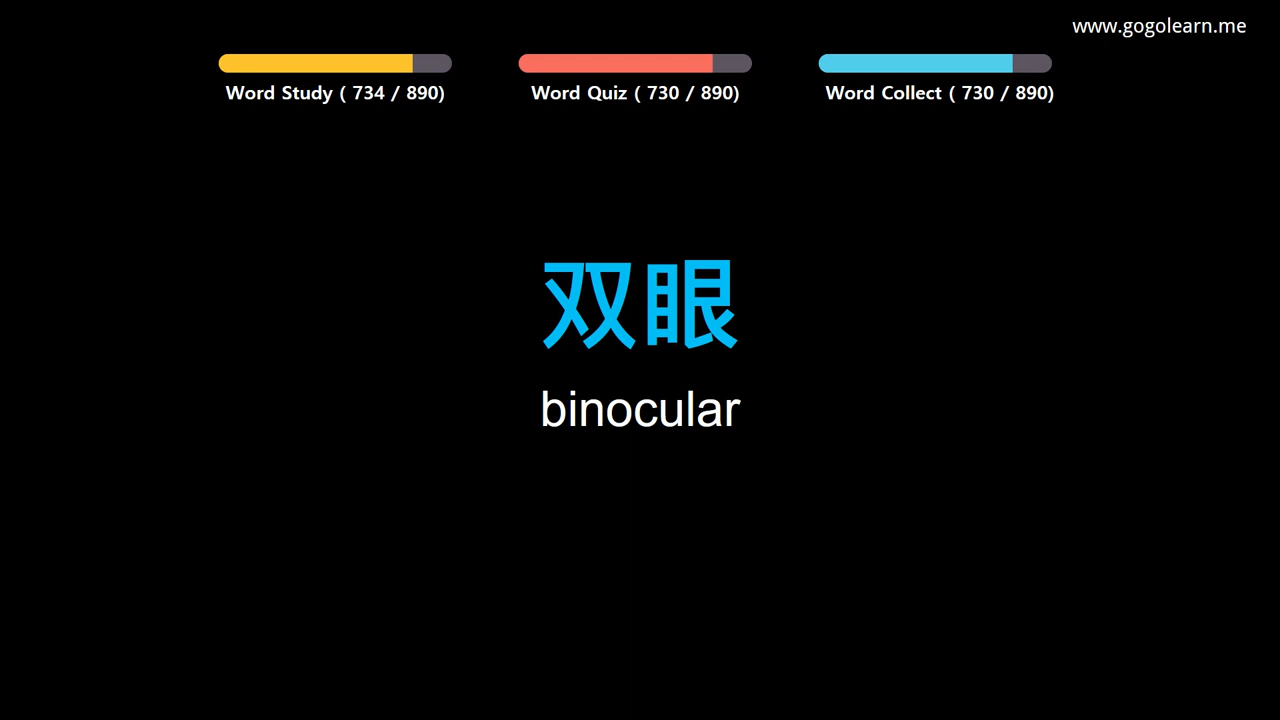 www.gogolearn.me
Word Study ( 734 / 890)
Word Quiz ( 730 / 890)
Word Collect ( 730 / 890)
双眼
binocular